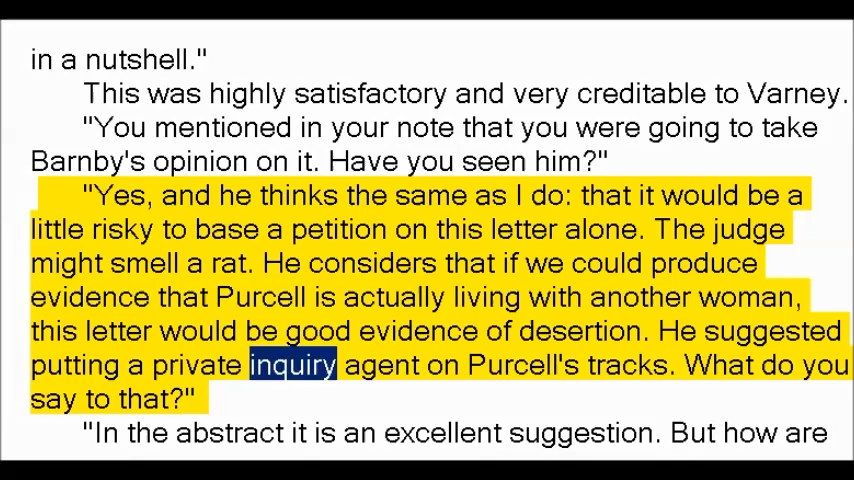 in a nutshell."
This was highly satisfactory and very creditable to Varney.
"You mentioned in your note that you were going to take
Barnby's opinion on it. Have you seen him?"
"Yes, and he thinks the same as I do: that it would be a
little risky to base a petition on this letter alone. The judge
might smell a rat. He considers that if we could produce
evidence that Purcell is actually living with another woman,
this letter would be good evidence of desertion. He suggested
putting a private inquiry agent on Purcell's tracks. What do you
say to that?"
"In the abstract it is an excellent suggestion. But how are